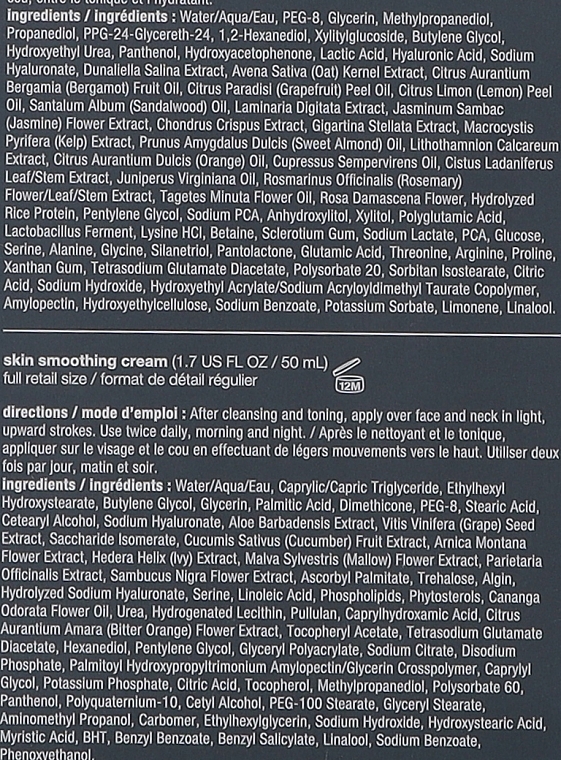 ingredients / ingrédients : Water/Aqua/Eau, PEG-8, Glycerin, Methylpropanediol,
Propanediol, PPG-24-Glycereth-24, 1,2-Hexanediol, Xylitylglucoside, Butylene Glycol,
Hydroxyethyl Urea, Panthenol, Hydroxyacetophenone, Lactic Acid, Hyaluronic Acid, Sodium
Hyaluronate, Dunaliella Salina Extract, Avena Sativa (Oat) Kernel Extract, Citrus Aurantium
Bergamia (Bergamot) Fruit Oil, Citrus Paradisi (Grapefruit) Peel Oil, Citrus Limon (Lemon) Peel
Oil, Santalum Album (Sandalwood) Oil, Laminaria Digitata Extract, Jasminum Sambac
(Jasmine) Flower Extract, Chondrus Crispus Extract, Gigartina Stellata Extract, Macrocystis
Pyrifera (Kelp) Extract, Prunus Amygdalus Dulcis (Sweet Almond) Oil, Lithothamnion Calcareum
Extract, Citrus Aurantium Dulcis (Orange) Oil, Cupressus Sempervirens Oil, Cistus Ladaniferus
Leaf/Stem Extract, Juniperus Virginiana Oil, Rosmarinus Officinalis (Rosemary)
Flower/Leaf/Stem Extract, Tagetes Minuta Flower Oil, Rosa Damascena Flower, Hydrolyzed
Rice Protein, Pentylene Glycol, Sodium PCA, Anhydroxylitol, Xylitol, Polyglutamic Acid,
Lactobacillus Ferment, Lysine HCl, Betaine, Sclerotium Gum, Sodium Lactate, PCA, Glucose,
Serine, Alanine, Glycine, Silanetriol, Pantolactone, Glutamic Acid, Threonine, Arginine, Proline,
Xanthan Gum, Tetrasodium Glutamate Diacetate, Polysorbate 20, Sorbitan Isostearate, Citric
Acid, Sodium Hydroxide, Hydroxyethyl Acrylate/Sodium Acryloyldimethyl Taurate Copolymer,
Amylopectin, Hydroxyethylcellulose, Sodium Benzoate, Potassium Sorbate, Limonene, Linalool.
skin smoothing cream (1.7 US FL OZ / 50 mL)
12M
full retail size / format de détail régulier
directions / mode d'emploi : After cleansing and toning, apply over face and neck in light,
upward strokes. Use twice daily, morning and night. / Après le nettoyant et le tonique,
appliquer sur le visage et le cou en effectuant de légers mouvements vers le haut. Utiliser deux
fois par jour, matin et soir.
ingredients / ingrédients : Water/Aqua/Eau, Caprylic/Capric Triglyceride, Ethylhexyl
Hydroxystearate, Butylene Glycol, Glycerin, Palmitic Acid, Dimethicone, PEG-8, Stearic Acid,
Cetearyl Alcohol, Sodium Hyaluronate, Aloe Barbadensis Extract, Vitis Vinifera (Grape) Seed
Extract, Saccharide Isomerate, Cucumis Sativus (Cucumber) Fruit Extract, Arnica Montana
Flower Extract, Hedera Helix (Ivy) Extract, Malva Sylvestris (Mallow) Flower Extract, Parietaria
Officinalis Extract, Sambucus Nigra Flower Extract, Ascorbyl Palmitate, Trehalose, Algin,
Hydrolyzed Sodium Hyaluronate, Serine, Linoleic Acid, Phospholipids, Phytosterols, Cananga
Odorata Flower Oil, Urea, Hydrogenated Lecithin, Pullulan, Caprylhydroxamic Acid, Citrus
Aurantium Amara (Bitter Orange) Flower Extract, Tocopheryl Acetate, Tetrasodium Glutamate
Diacetate, Hexanediol, Pentylene Glycol, Glyceryl Polyacrylate, Sodium Citrate, Disodium
Phosphate, Palmitoyl Hydroxypropyltrimonium Amylopectin/Glycerin Crosspolymer, Caprylyl
Glycol, Potassium Phosphate, Citric Acid, Tocopherol, Methylpropanediol, Polysorbate 60,
Panthenol, Polyquaternium-10, Cetyl Alcohol, PEG-100 Stearate, Glyceryl Stearate,
Aminomethyl Propanol, Carbomer, Ethylhexylglycerin, Sodium Hydroxide, Hydroxystearic Acid,
Myristic Acid, BHT, Benzyl Benzoate, Benzyl Salicylate, Linalool, Sodium Benzoate,
Phenoxyethanol.